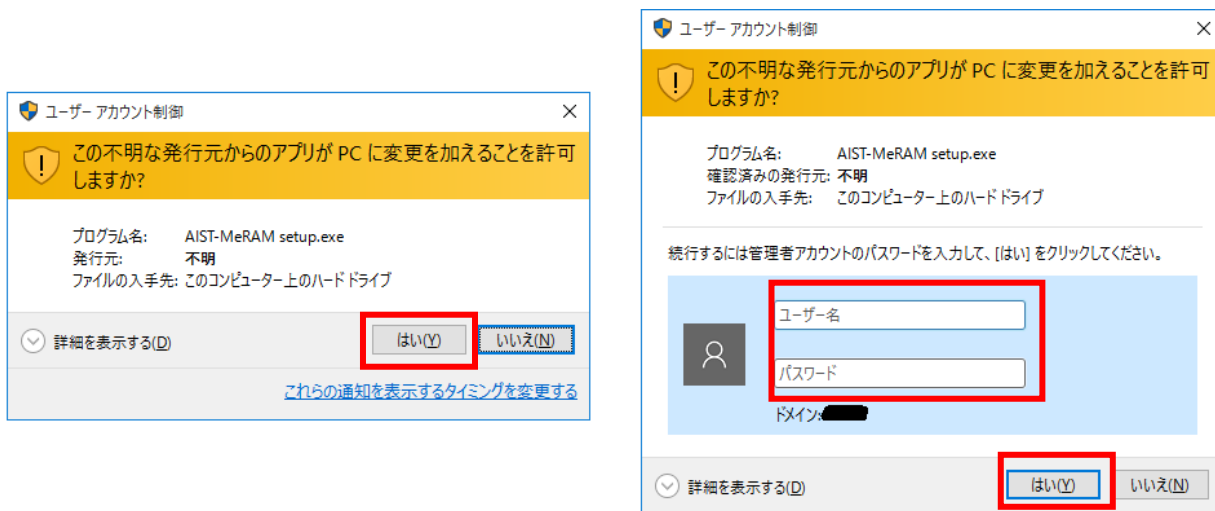 ユーザー アカウント制御
この不明な発行元からのアプリが PC に変更を加えることを許可
しますか?
プログラム名: AIST-MeRAM setup.exe
発行元: 不明
ファイルの入手先: このコンピューター上のハード ドライブ
詳細を表示する(D)
はい(Y)
いいえ(N)
これらの通知を表示するタイミングを変更する
ユーザー アカウント制御
この不明な発行元からのアプリが PC に変更を加えることを許可
しますか?
プログラム名: AIST-MeRAM setup.exe
確認済みの発行元: 不明
ファイルの入手先: このコンピューター上のハード ドライブ
続行するには管理者アカウントのパスワードを入力して、[はい] をクリックしてください。
ユーザー名
パスワード
ドメイン:
詳細を表示する(D)
はい(Y)
いいえ(N)